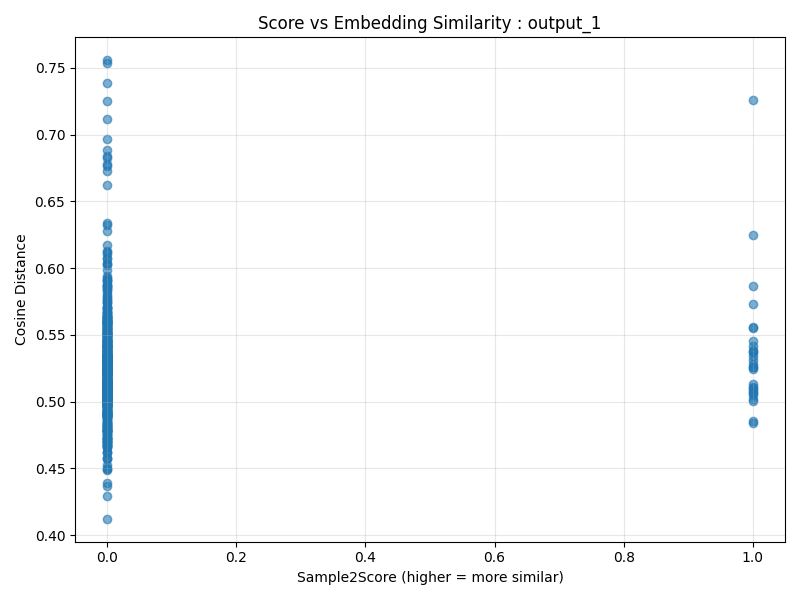 Score vs Embedding Similarity : output_1
0.75
0.70
0.65
0.60
0.55
0.50
0.45
0.40
Cosine Distance
0.0 0.2 0.4 0.6 0.8 1.0
Sample2Score (higher = more similar)